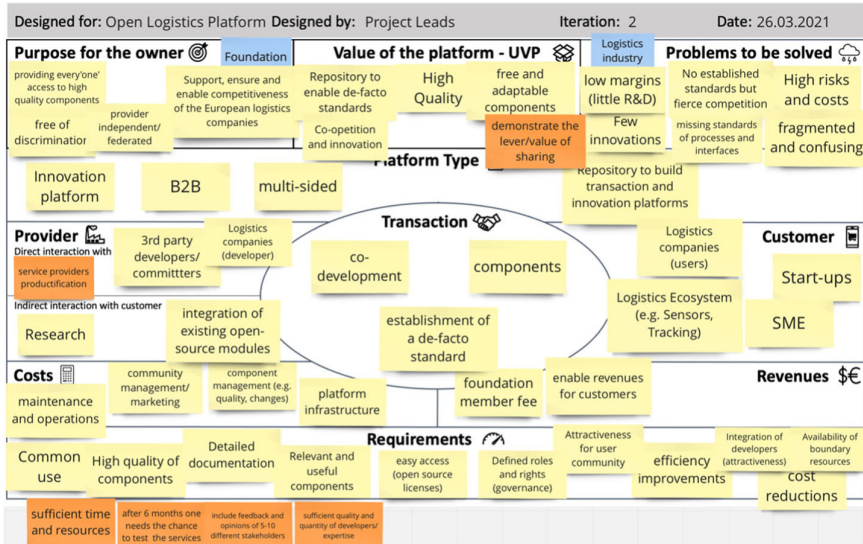 Designed for: Open Logistics Platform Designed by: Project Leads Iteration: 2 Date: 26.03.2021
Purpose for the owner
Foundation
providing every'one'
access to high
quality components
Support, ensure and
enable competitiveness
of the European logistics
companies
free of
discrimination
provider
independent/
federated
Value of the platform - UVP
Repository to
enable de-facto
standards
High
Quality
free and
adaptable
components
Co-opetition
and innovation
demonstrate the
lever/value of
sharing
Logistics
industry
Problems to be solved
low margins
(little R&D)
No established
standards but
fierce competition
High risks
and costs
Few
innovations
missing standards
of processes and
interfaces
fragmented
and confusing
Platform Type
Innovation
platform
B2B
multi-sided
Repository to build
transaction and
innovation platforms
Provider
Direct interaction with
service providers
productification
3rd party
developers/
committters
Logistics
companies
(developer)
Indirect interaction with customer
Research
integration of
existing open-
source modules
Transaction
co-
development
components
establishment of
a de-facto
standard
Customer
Logistics
companies
(users)
Start-ups
Logistics Ecosystem
(e.g. Sensors,
Tracking)
SME
Costs
maintenance
and operations
community
management/
marketing
component
management (e.g.
quality, changes)
platform
infrastructure
Revenues $€
foundation
member fee
enable revenues
for customers
Requirements
Common
use
High quality of
components
Detailed
documentation
Relevant and
useful
components
easy access
(open source
licenses)
Defined roles
and rights
(governance)
Attractiveness
for user
community
efficiency
improvements
Integration of
developers
(attractiveness)
Availability of
boundary
resources
cost
reductions
sufficient time
and resources
after 6 months one
needs the chance
to test the services
include feedback and
opinions of 5-10
different stakeholders
sufficient quality and
quantity of developers/
expertise